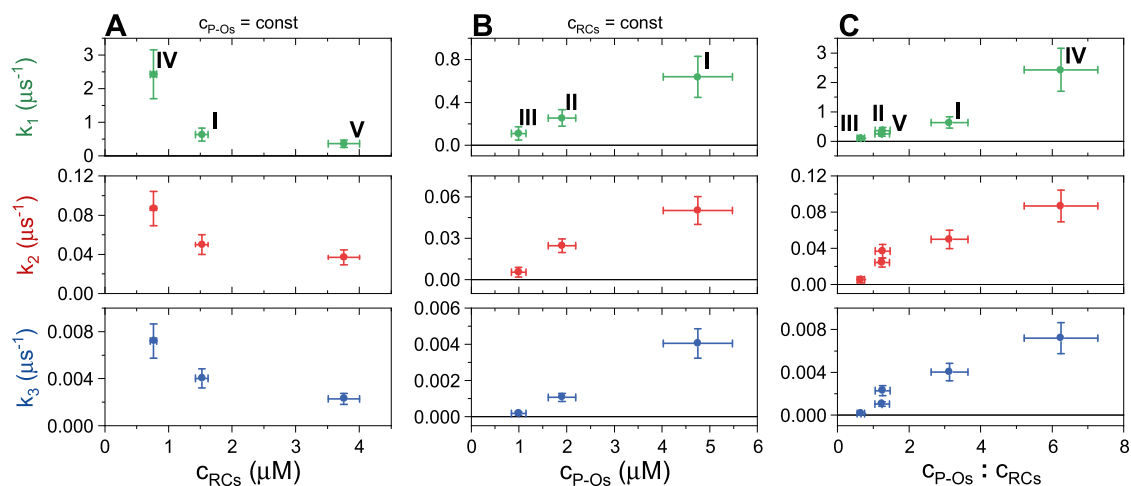 A
c_P-Os = const
B
c_RCs = const
C
k₁ (μs⁻¹)
3
2
1
0
IV
I
V
0.8
0.4
0.0
III
II
I
3
2
1
0
III
II
V
I
IV
k₂ (μs⁻¹)
0.12
0.08
0.04
0.00
0.06
0.03
0.00
0.12
0.08
0.04
0.00
k₃ (μs⁻¹)
0.008
0.004
0.000
0.006
0.004
0.002
0.000
0.008
0.004
0.000
0 1 2 3 4
0 1 2 3 4 5 6
0 2 4 6 8
c_RCs (μM)
c_P-Os (μM)
c_P-Os : c_RCs